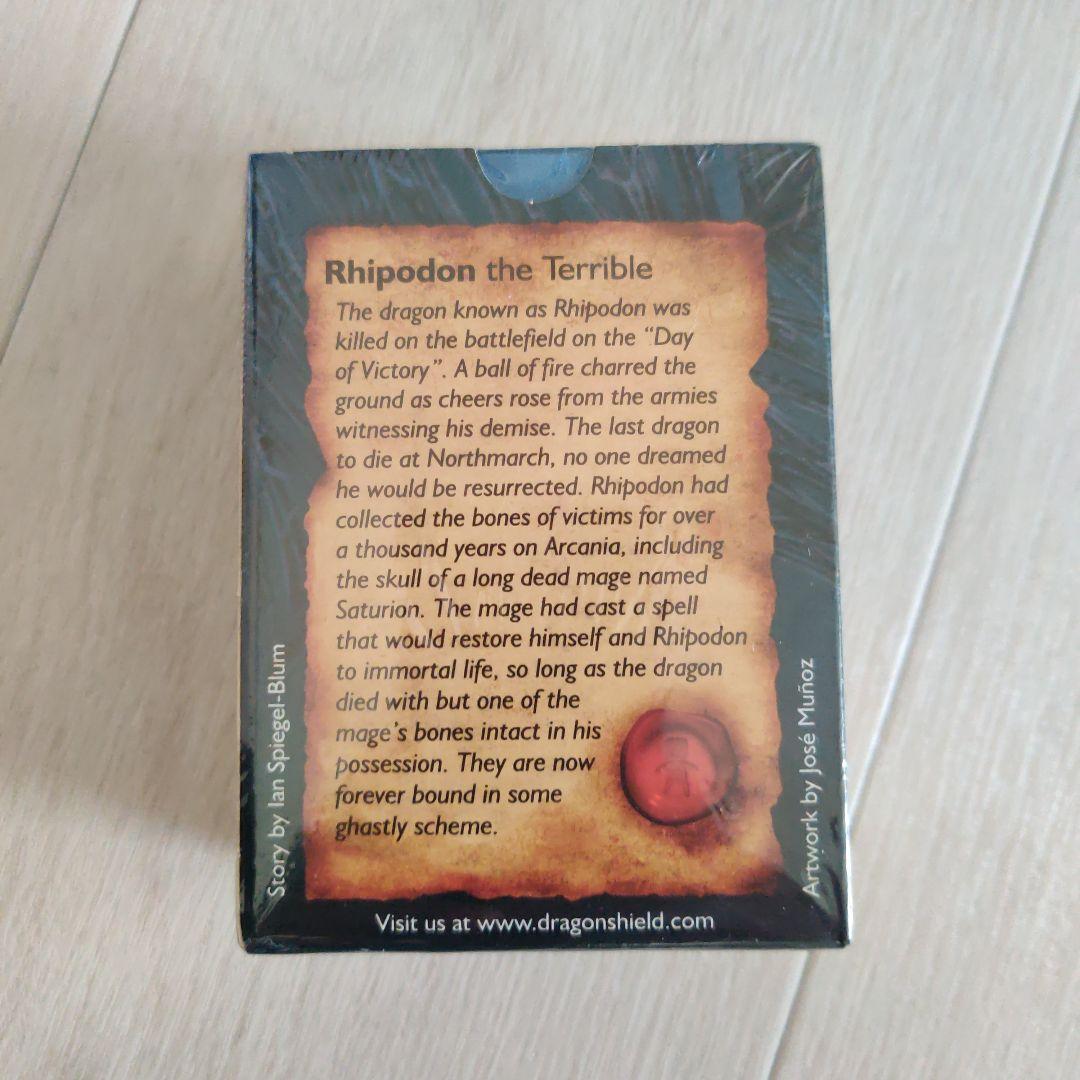 Rhipodon the Terrible
The dragon known as Rhipodon was
killed on the battlefield on the “Day
of Victory”. A ball of fire charred the
ground as cheers rose from the armies
witnessing his demise. The last dragon
to die at Northmarch, no one dreamed
he would be resurrected. Rhipodon had
collected the bones of victims for over
a thousand years on Arcania, including
the skull of a long dead mage named
Saturion. The mage had cast a spell
that would restore himself and Rhipodon
to immortal life, so long as the dragon
died with but one of the
mage’s bones intact in his
possession. They are now
forever bound in some
ghastly scheme.
Story by Ian Spiegel-Blum
Artwork by José Muñoz
Visit us at www.dragonshield.com